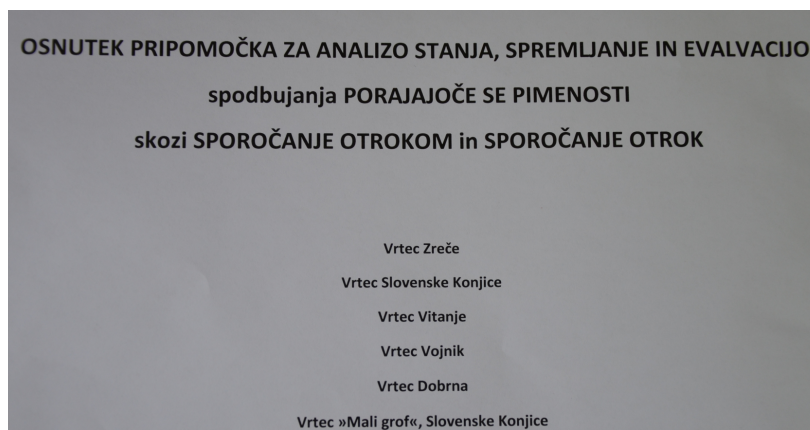 OSNUTEK PRIPOMOČKA ZA ANALIZO STANJA, SPREMLJANJE IN EVALVACIJO
spodbujanja PORAJAJOČE SE PIMENOSTI
skozi SPOROČANJE OTROKOM in SPOROČANJE OTROK
Vrtec Zreče
Vrtec Slovenske Konjice
Vrtec Vitanje
Vrtec Vojnik
Vrtec Dobrna
Vrtec »Mali grof«, Slovenske Konjice